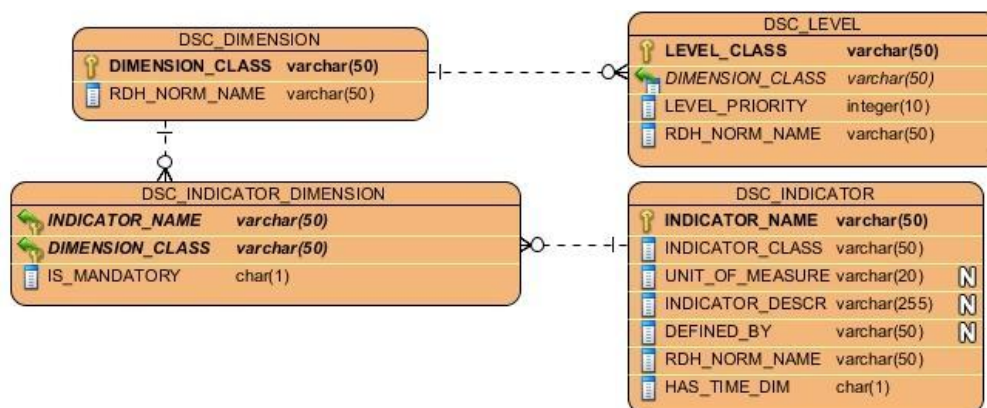 DSC_DIMENSION
DIMENSION_CLASS varchar(50)
RDH_NORM_NAME varchar(50)
DSC_LEVEL
LEVEL_CLASS varchar(50)
DIMENSION_CLASS varchar(50)
LEVEL_PRIORITY integer(10)
RDH_NORM_NAME varchar(50)
DSC_INDICATOR_DIMENSION
INDICATOR_NAME varchar(50)
DIMENSION_CLASS varchar(50)
IS_MANDATORY char(1)
DSC_INDICATOR
INDICATOR_NAME varchar(50)
INDICATOR_CLASS varchar(50)
UNIT_OF_MEASURE varchar(20) N
INDICATOR_DESCR varchar(255) N
DEFINED_BY varchar(50) N
RDH_NORM_NAME varchar(50)
HAS_TIME_DIM char(1)